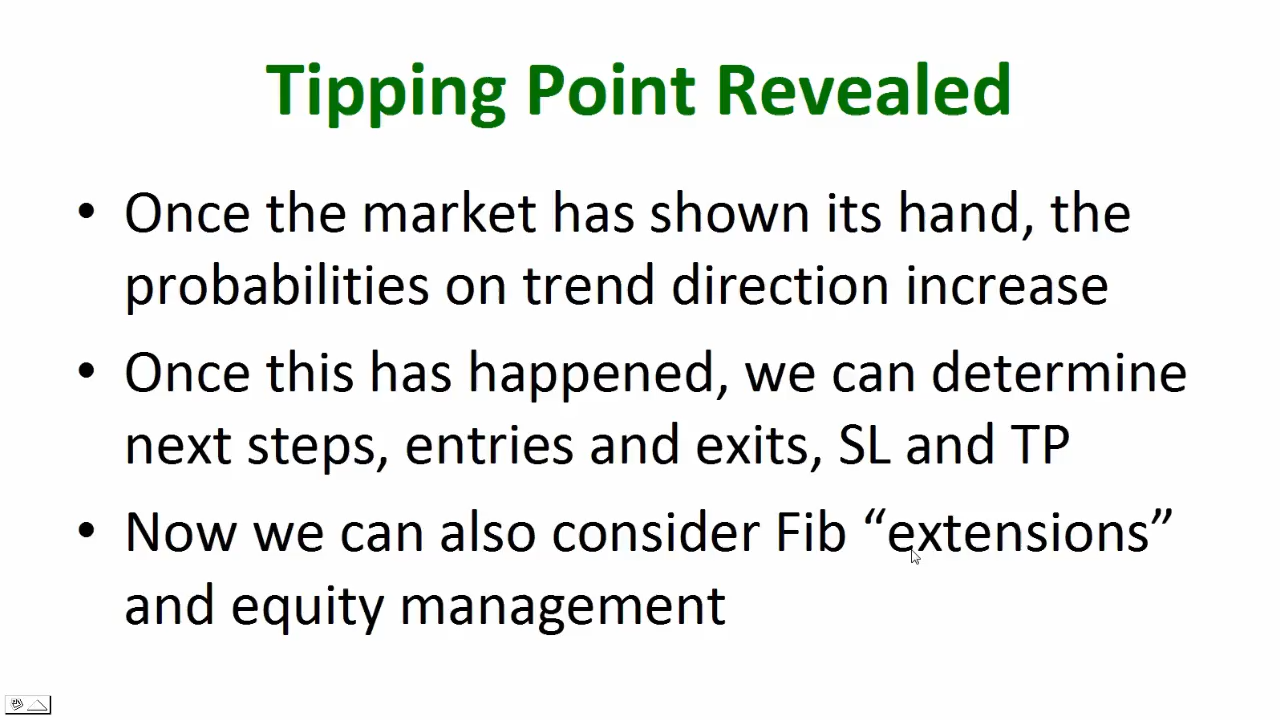 Tipping Point Revealed
• Once the market has shown its hand, the
probabilities on trend direction increase
• Once this has happened, we can determine
next steps, entries and exits, SL and TP
• Now we can also consider Fib “extensions”
and equity management